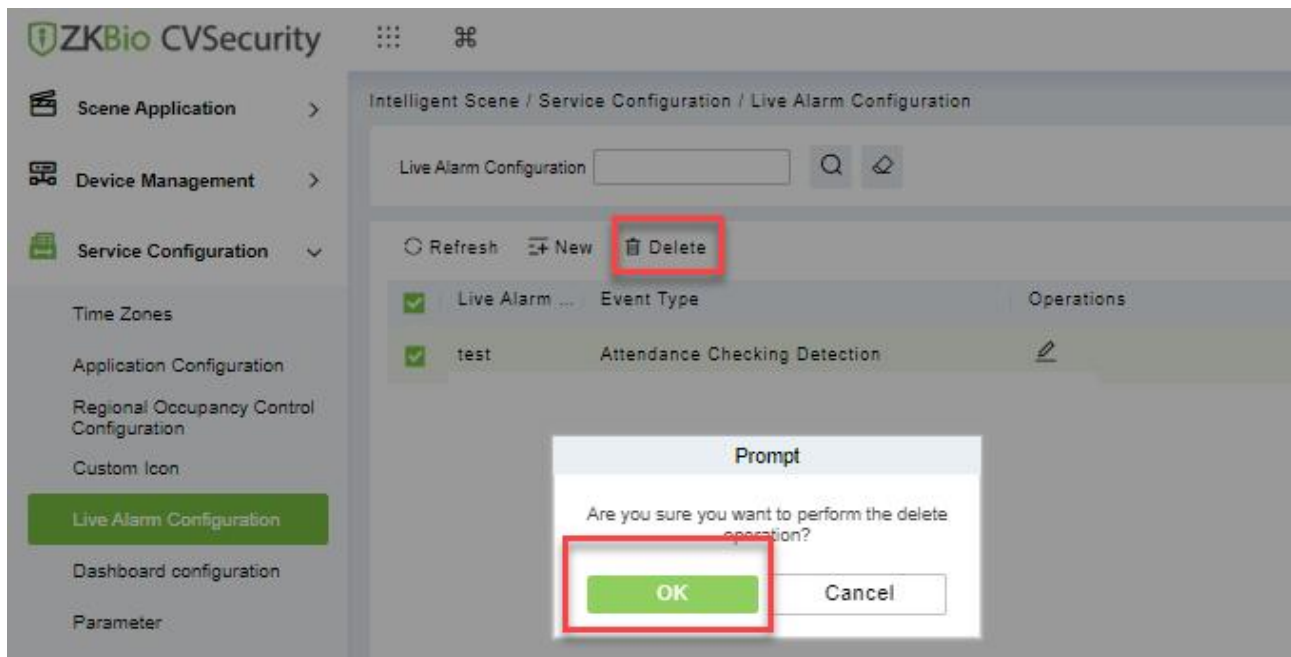 ZKBio CVSecurity
Scene Application
Device Management
Service Configuration
Time Zones
Application Configuration
Regional Occupancy Control
Configuration
Custom Icon
Live Alarm Configuration
Dashboard configuration
Parameter
Intelligent Scene / Service Configuration / Live Alarm Configuration
Live Alarm Configuration
Refresh New Delete
Live Alarm ... Event Type Operations
test Attendance Checking Detection
Prompt
Are you sure you want to perform the delete
operation?
OK Cancel